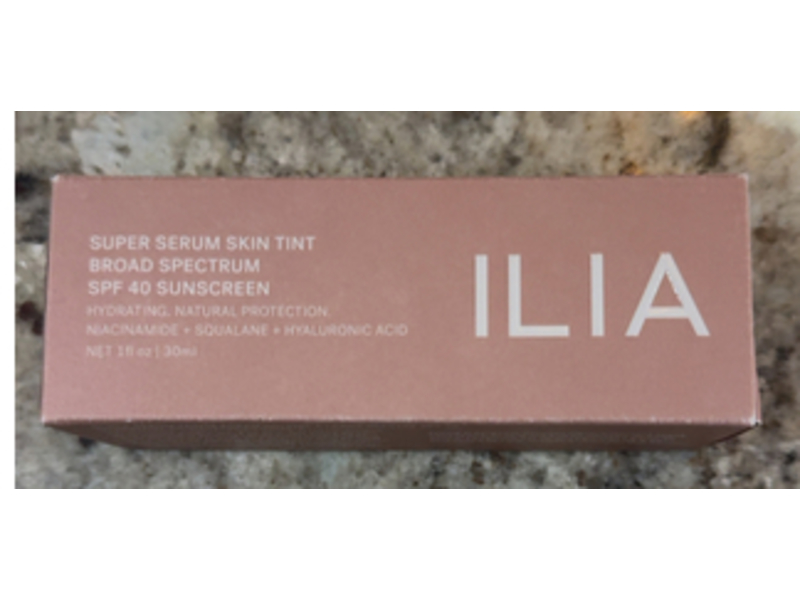 SUPER SERUM SKIN TINT
BROAD SPECTRUM
SPF 40 SUNSCREEN
HYDRATING. NATURAL PROTECTION.
NIACINAMIDE + SQUALANE + HYALURONIC ACID
NET 1 fl oz | 30ml
ILIA